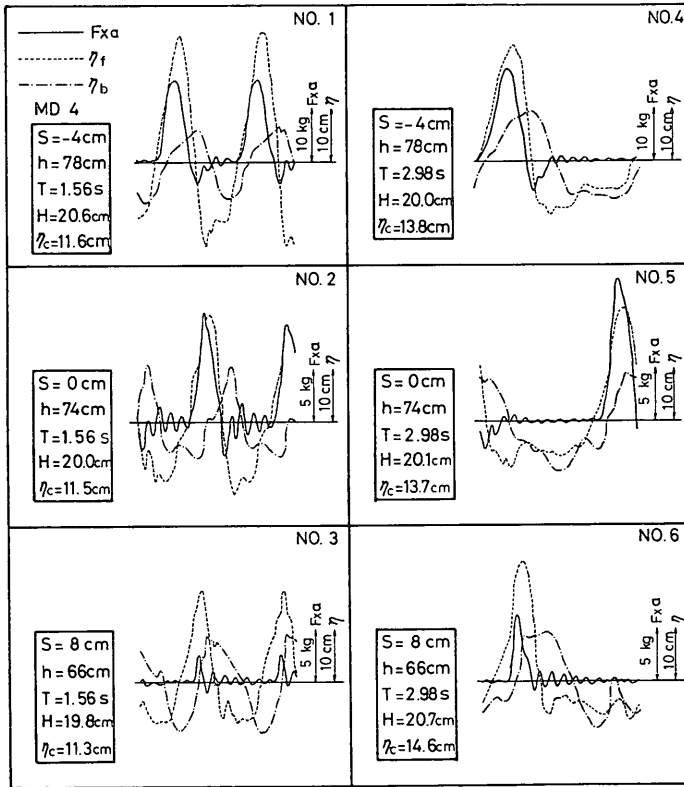 NO. 1
Fxa
ηf
ηb
MD 4
S = -4cm
h = 78cm
T = 1.56s
H = 20.6cm
ηc = 11.6cm
10 kg Fxa
10 cm η
NO. 4
S = -4cm
h = 78cm
T = 2.98s
H = 20.0cm
ηc = 13.8cm
10 kg Fxa
10 cm η
NO. 2
S = 0 cm
h = 74cm
T = 1.56 s
H = 20.0cm
ηc = 11.5cm
5 kg Fxa
10 cm η
NO. 5
S = 0cm
h = 74cm
T = 2.98s
H = 20.1cm
ηc = 13.7cm
5 kg Fxa
10 cm η
NO. 3
S = 8 cm
h = 66cm
T = 1.56s
H = 19.8cm
ηc = 11.3cm
5 kg Fxa
10 cm η
NO. 6
S = 8 cm
h = 66cm
T = 2.98s
H = 20.7cm
ηc = 14.6cm
5 kg Fxa
10 cm η